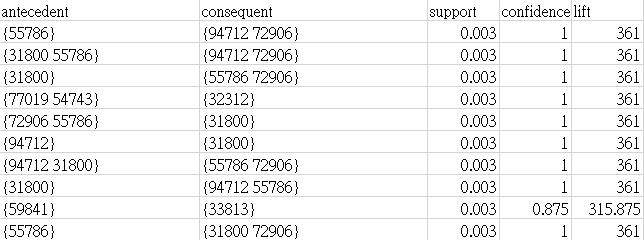 antecedent consequent support confidence lift
{55786} {94712 72906} 0.003 1 361
{31800 55786} {94712 72906} 0.003 1 361
{31800} {55786 72906} 0.003 1 361
{77019 54743} {32312} 0.003 1 361
{72906 55786} {31800} 0.003 1 361
{94712} {31800} 0.003 1 361
{94712 31800} {55786 72906} 0.003 1 361
{31800} {94712 55786} 0.003 1 361
{59841} {33813} 0.003 0.875 315.875
{55786} {31800 72906} 0.003 1 361